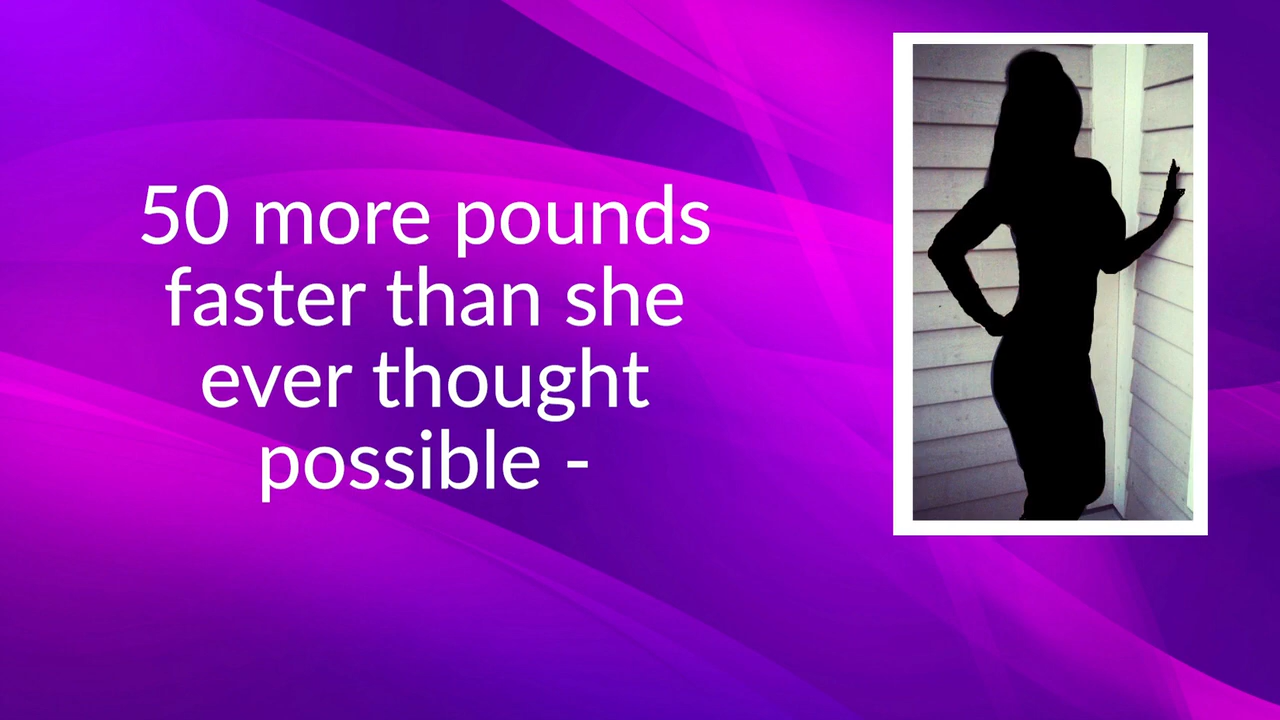 50 more pounds
faster than she
ever thought
possible -